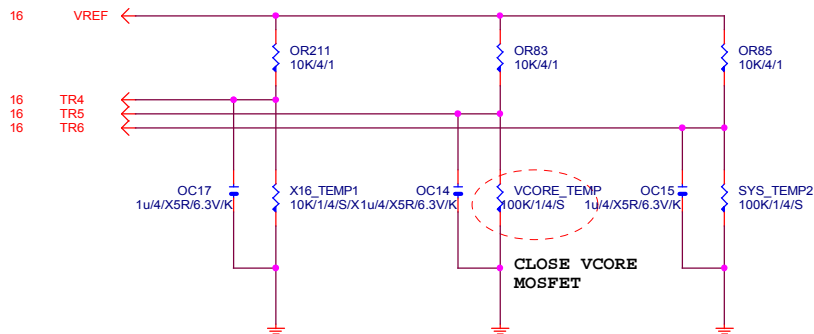 16 VREF
OR211
10K/4/1
OR83
10K/4/1
OR85
10K/4/1
16 TR4
16 TR5
16 TR6
OC17
1u/4/X5R/6.3V/K
X16_TEMP1
10K/1/4/S/X
OC14
1u/4/X5R/6.3V/K
VCORE_TEMP
100K/1/4/S
OC15
1u/4/X5R/6.3V/K
SYS_TEMP2
100K/1/4/S
CLOSE VCORE
MOSFET